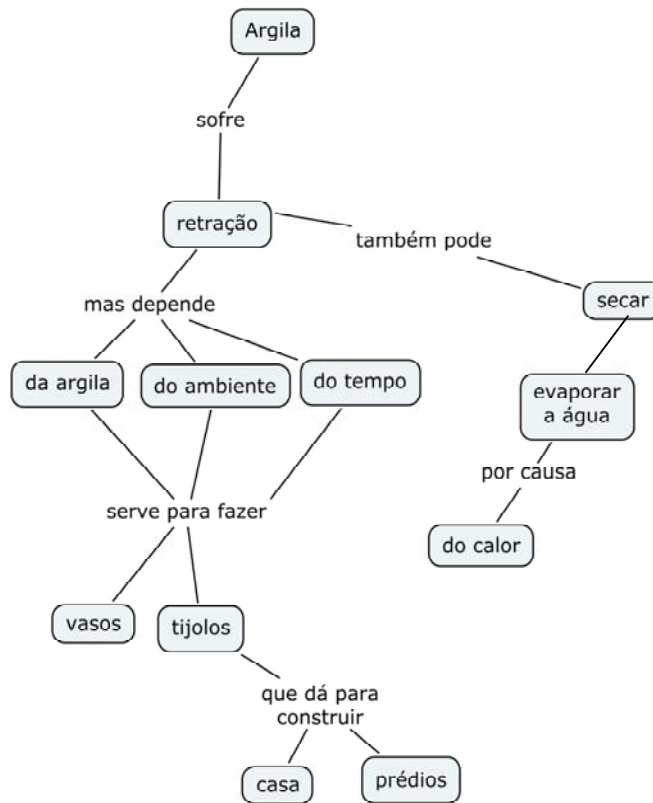 Argila
sofre
retração
também pode
secar
mas depende
da argila
do ambiente
do tempo
evaporar
a água
por causa
do calor
serve para fazer
vasos
tijolos
que dá para
construir
casa
prédios